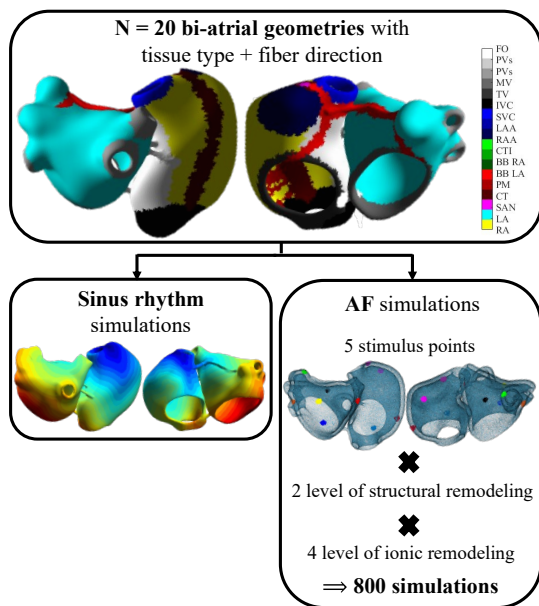 N = 20 bi-atrial geometries with
tissue type + fiber direction
FO
PVs
PVs
MV
TV
IVC
SVC
LAA
RAA
CTI
BB RA
BB LA
PM
CT
SAN
LA
RA
Sinus rhythm
simulations
AF simulations
5 stimulus points
2 level of structural remodeling
4 level of ionic remodeling
⇒ 800 simulations